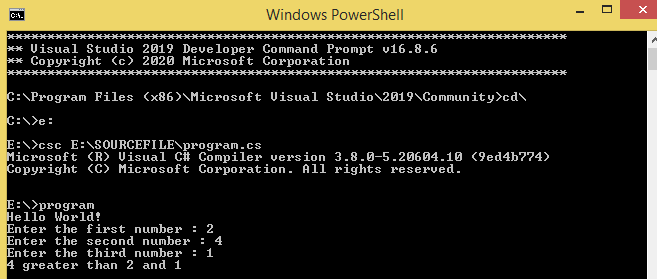 Windows PowerShell
**********************************************************************
** Visual Studio 2019 Developer Command Prompt v16.8.6
** Copyright (c) 2020 Microsoft Corporation
**********************************************************************
C:\Program Files (x86)\Microsoft Visual Studio\2019\Community>cd\
C:\>e:
E:\>csc E:\SOURCEFILE\program.cs
Microsoft (R) Visual C# Compiler version 3.8.0-5.20604.10 (9ed4b774)
Copyright (C) Microsoft Corporation. All rights reserved.
E:\>program
Hello World!
Enter the first number : 2
Enter the second number : 4
Enter the third number : 1
4 greater than 2 and 1